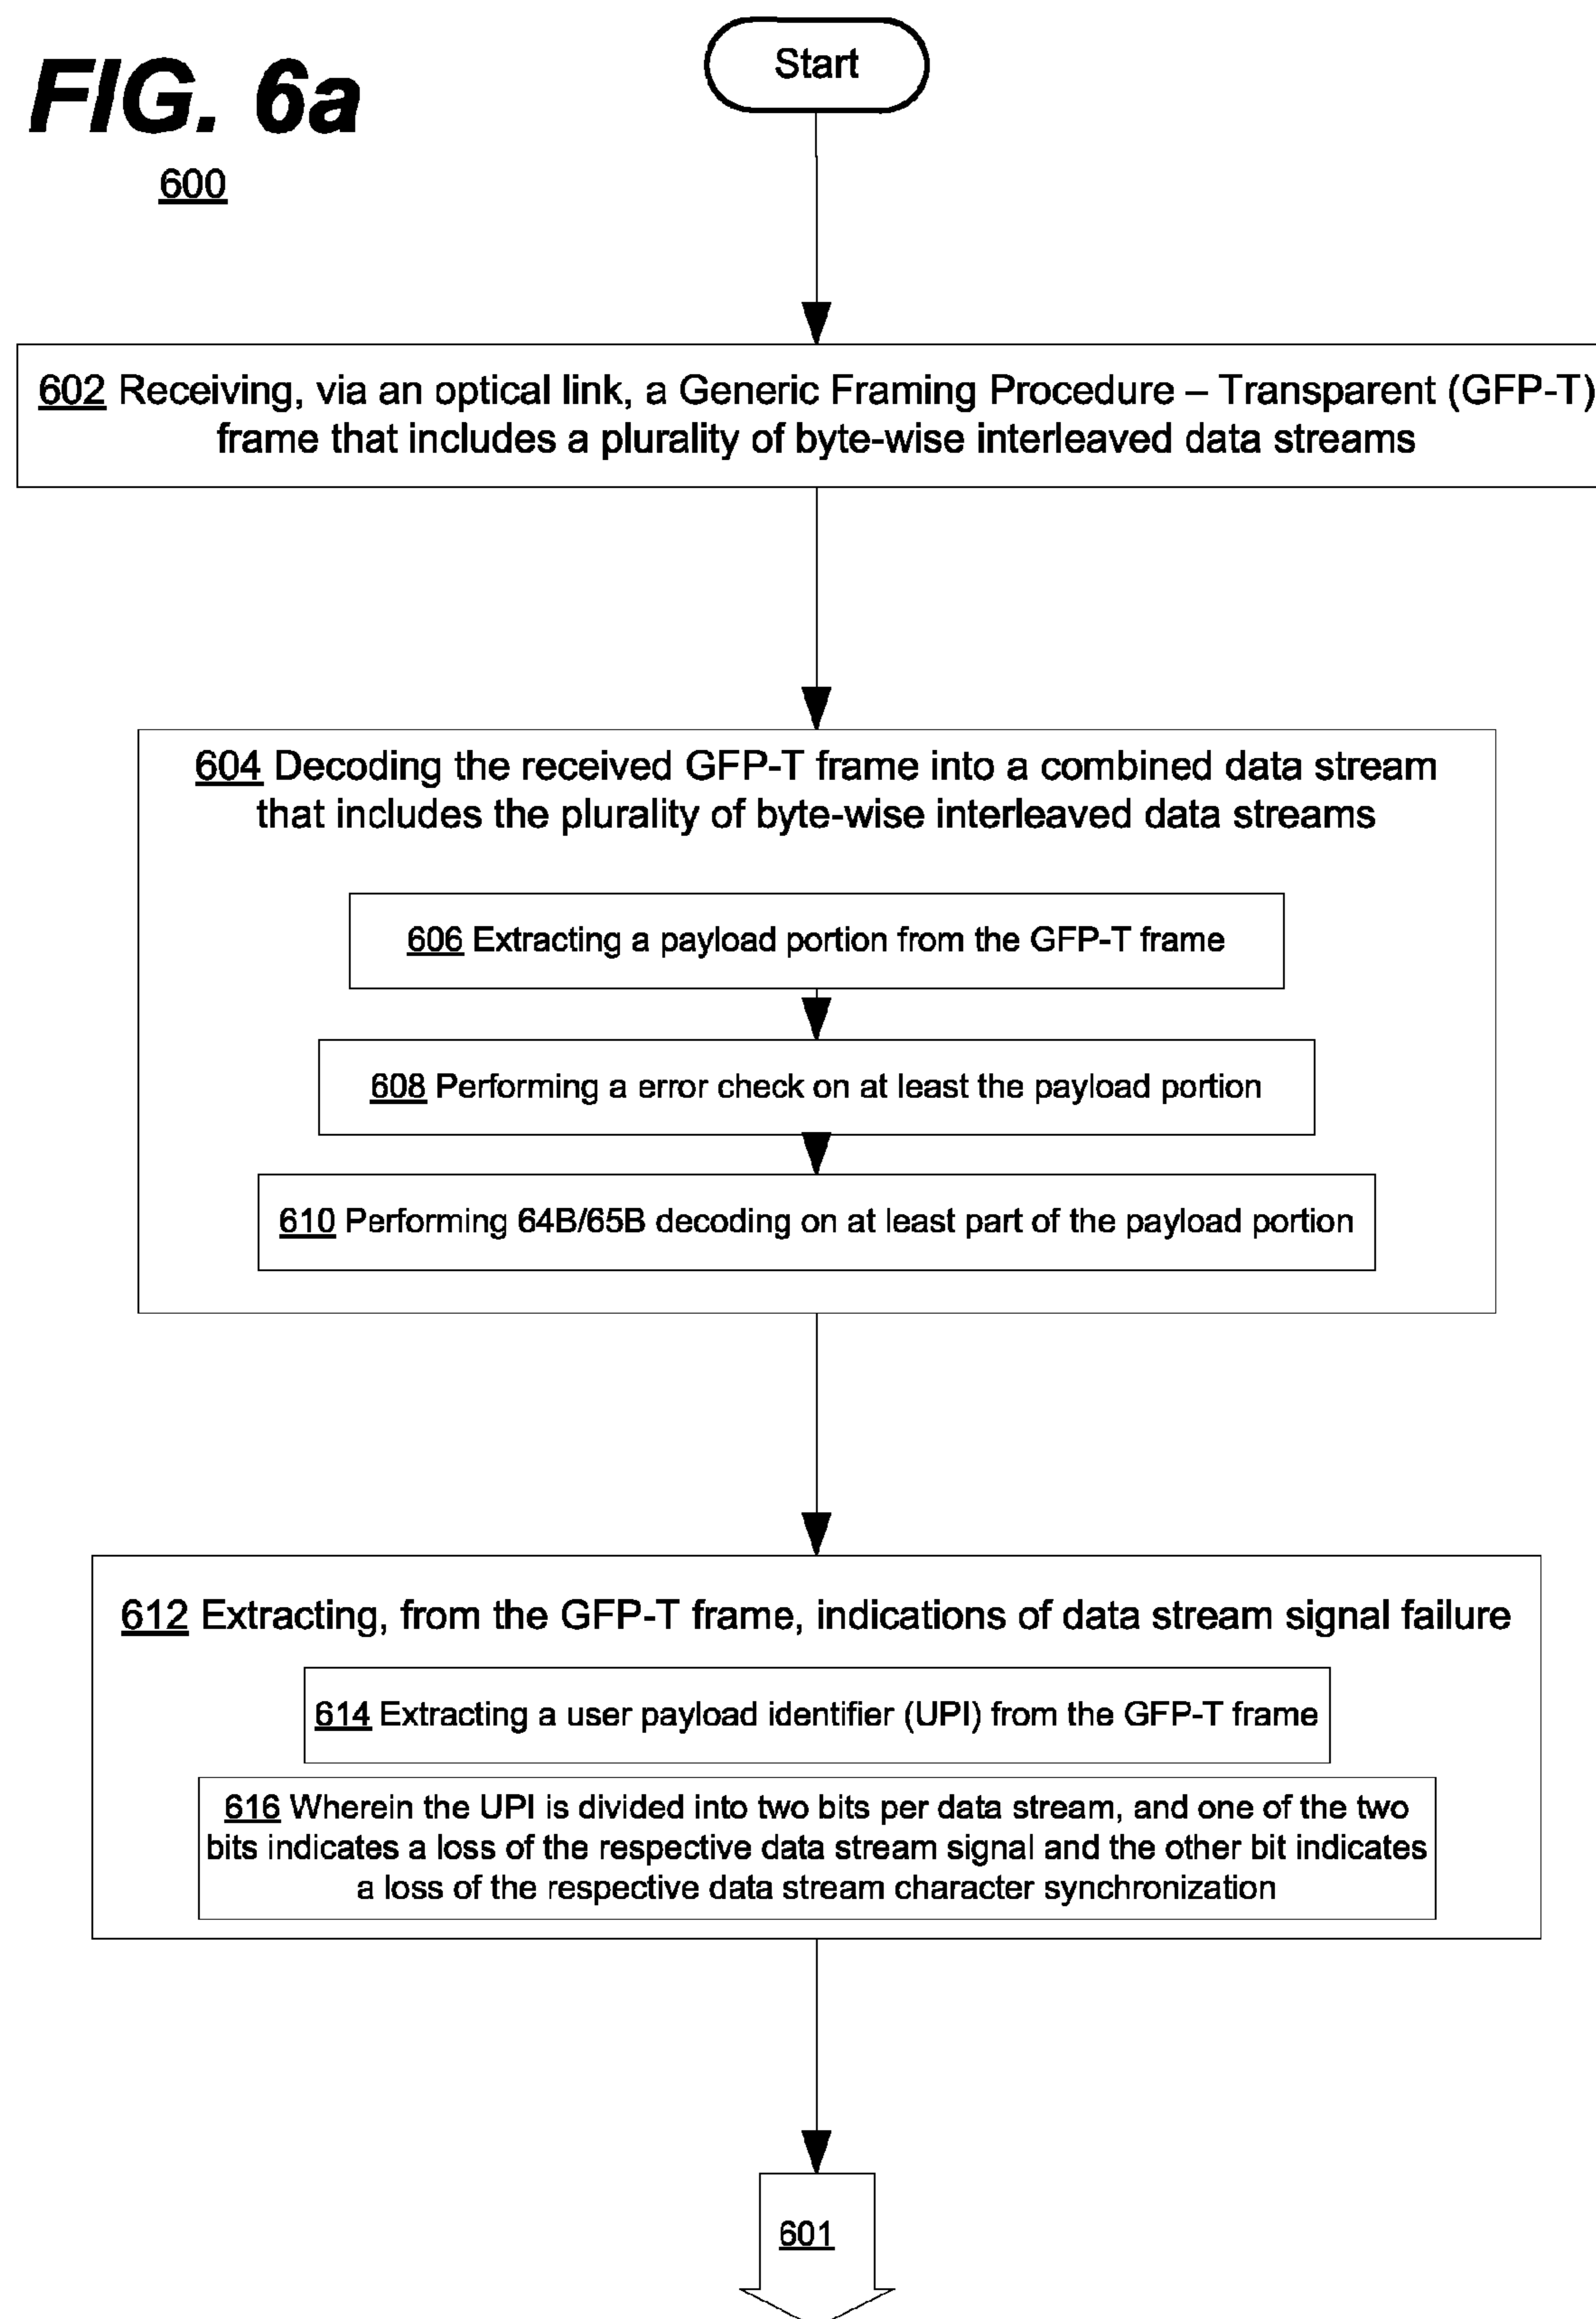 FIG. 6a
600
Start
602 Receiving, via an optical link, a Generic Framing Procedure – Transparent (GFP-T)
frame that includes a plurality of byte-wise interleaved data streams
604 Decoding the received GFP-T frame into a combined data stream
that includes the plurality of byte-wise interleaved data streams
606 Extracting a payload portion from the GFP-T frame
608 Performing a error check on at least the payload portion
610 Performing 64B/65B decoding on at least part of the payload portion
612 Extracting, from the GFP-T frame, indications of data stream signal failure
614 Extracting a user payload identifier (UPI) from the GFP-T frame
616 Wherein the UPI is divided into two bits per data stream, and one of the two
bits indicates a loss of the respective data stream signal and the other bit indicates
a loss of the respective data stream character synchronization
601